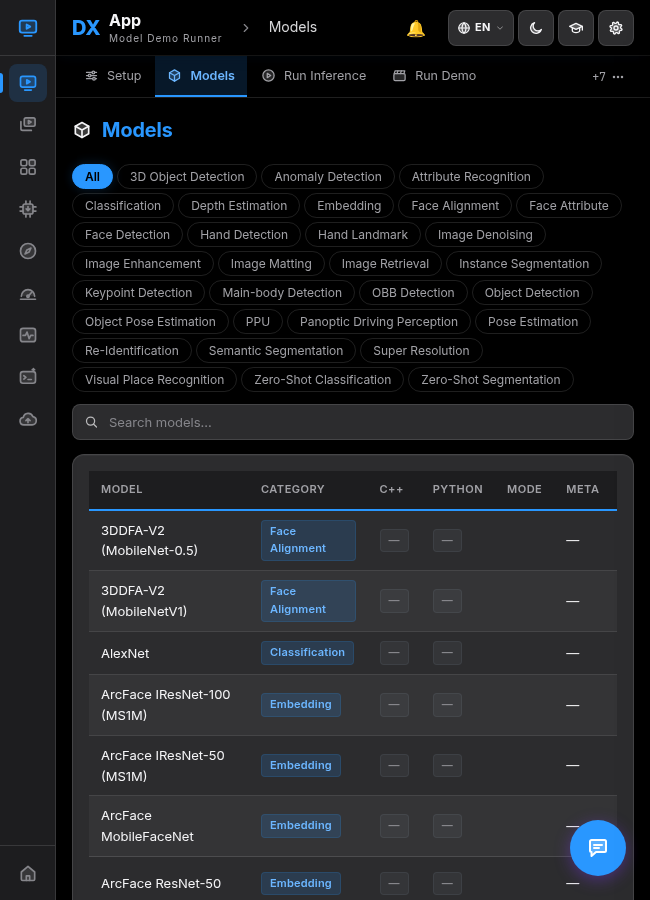 DX App
Model Demo Runner
Models
EN
Setup
Models
Run Inference
Run Demo
+7
Models
All
3D Object Detection
Anomaly Detection
Attribute Recognition
Classification
Depth Estimation
Embedding
Face Alignment
Face Attribute
Face Detection
Hand Detection
Hand Landmark
Image Denoising
Image Enhancement
Image Matting
Image Retrieval
Instance Segmentation
Keypoint Detection
Main-body Detection
OBB Detection
Object Detection
Object Pose Estimation
PPU
Panoptic Driving Perception
Pose Estimation
Re-Identification
Semantic Segmentation
Super Resolution
Visual Place Recognition
Zero-Shot Classification
Zero-Shot Segmentation
Search models...
MODEL CATEGORY C++ PYTHON MODE META
3DDFA-V2
(MobileNet-0.5)
Face
Alignment
— — —
3DDFA-V2
(MobileNetV1)
Face
Alignment
— — —
AlexNet
Classification
— — —
ArcFace IResNet-100
(MS1M)
Embedding
— — —
ArcFace IResNet-50
(MS1M)
Embedding
— — —
ArcFace
MobileFaceNet
Embedding
— — —
ArcFace ResNet-50
Embedding
— — —